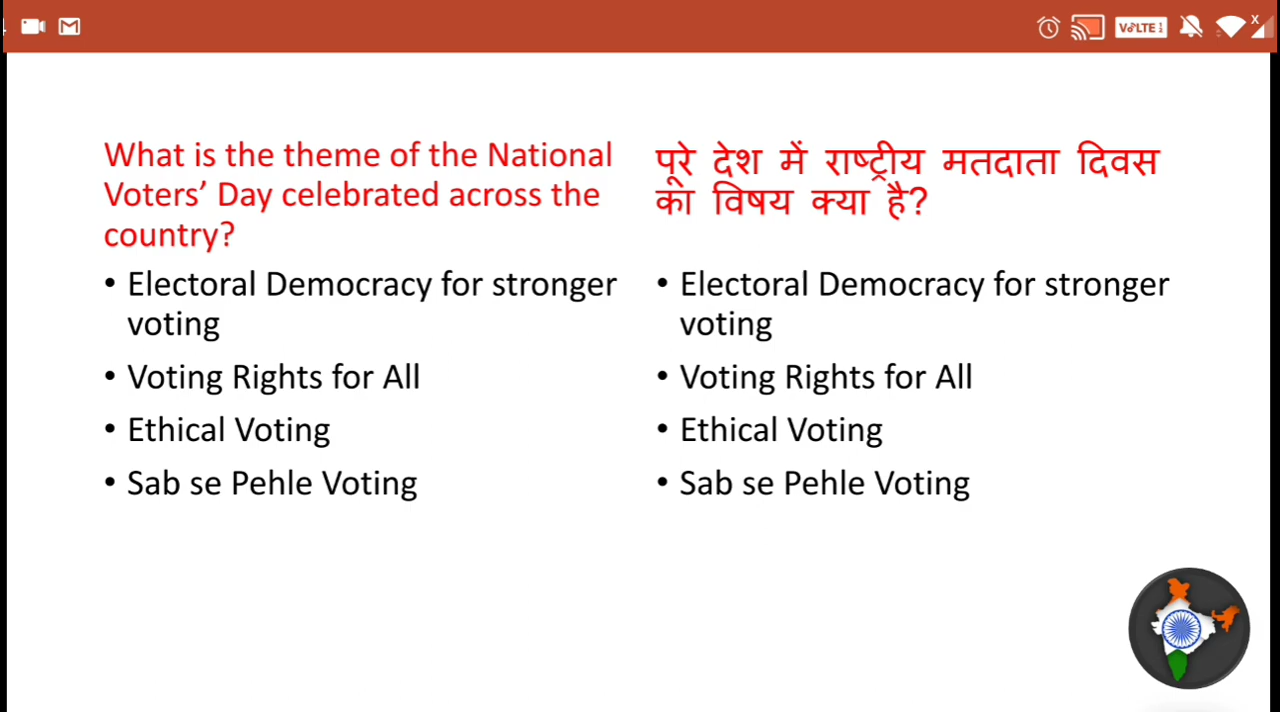 VoLTE 1
What is the theme of the National
Voters’ Day celebrated across the
country?
• Electoral Democracy for stronger
voting
• Voting Rights for All
• Ethical Voting
• Sab se Pehle Voting
पूरे देश में राष्ट्रीय मतदाता दिवस
का विषय क्या है?
• Electoral Democracy for stronger
voting
• Voting Rights for All
• Ethical Voting
• Sab se Pehle Voting